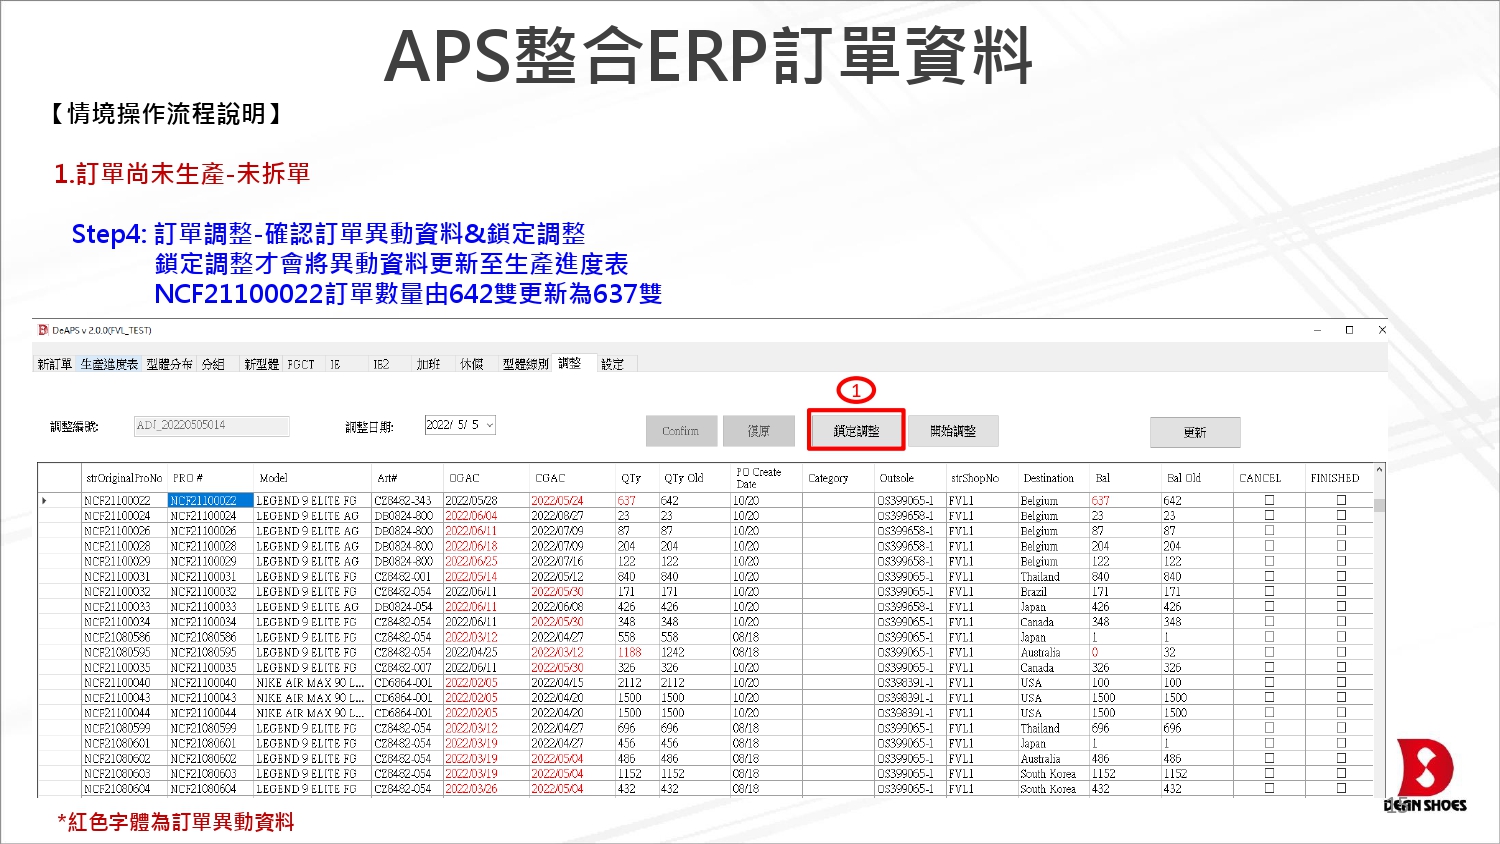 APS整合ERP訂單資料
【情境操作流程說明】
1.訂單尚未生產-未拆單
Step4: 訂單調整-確認訂單異動資料&鎖定調整
鎖定調整才會將異動資料更新至生產進度表
NCF21100022訂單數量由642雙更新為637雙
DeAPS v 2.0.0(FVL_TEST)
新訂單 生產進度表 型體分布 分組 新型體 FGCT IE IE2 加班 休假 型體線別 調整 設定
1
調整編號: ADJ_20220505014 調整日期: 2022/ 5/ 5 Confirm 復原 鎖定調整 開始調整 更新
strOriginalProNo PRO # Model Art# OGAC CGAC QTy QTy Old PO Create Date Category Outsole strShopNo Destination Bal Bal Old CANCEL FINISHED
NCF21100022 NCF21100022 LEGEND 9 ELITE FG CZ8482-343 2022/05/28 2022/05/24 637 642 10/20 OS399065-1 FVL1 Belgium 637 642
NCF21100024 NCF21100024 LEGEND 9 ELITE AG DB0824-800 2022/06/04 2022/08/27 23 23 10/20 OS399658-1 FVL1 Belgium 23 23
NCF21100026 NCF21100026 LEGEND 9 ELITE AG DB0824-800 2022/06/11 2022/07/09 87 87 10/20 OS399658-1 FVL1 Belgium 87 87
NCF21100028 NCF21100028 LEGEND 9 ELITE AG DB0824-800 2022/06/18 2022/07/09 204 204 10/20 OS399658-1 FVL1 Belgium 204 204
NCF21100029 NCF21100029 LEGEND 9 ELITE AG DB0824-800 2022/06/25 2022/07/16 122 122 10/20 OS399658-1 FVL1 Belgium 122 122
NCF21100031 NCF21100031 LEGEND 9 ELITE FG CZ8482-001 2022/05/14 2022/05/12 840 840 10/20 OS399065-1 FVL1 Thailand 840 840
NCF21100032 NCF21100032 LEGEND 9 ELITE FG CZ8482-054 2022/06/11 2022/05/30 171 171 10/20 OS399065-1 FVL1 Brazil 171 171
NCF21100033 NCF21100033 LEGEND 9 ELITE AG DB0824-054 2022/06/11 2022/06/08 426 426 10/20 OS399658-1 FVL1 Japan 426 426
NCF21100034 NCF21100034 LEGEND 9 ELITE FG CZ8482-054 2022/06/11 2022/05/30 348 348 10/20 OS399065-1 FVL1 Canada 348 348
NCF21080586 NCF21080586 LEGEND 9 ELITE FG CZ8482-054 2022/03/12 2022/04/27 558 558 08/18 OS399065-1 FVL1 Japan 1 1
NCF21080595 NCF21080595 LEGEND 9 ELITE FG CZ8482-054 2022/04/25 2022/03/12 1188 1242 08/18 OS399065-1 FVL1 Australia 0 32
NCF21100035 NCF21100035 LEGEND 9 ELITE FG CZ8482-007 2022/06/11 2022/05/30 326 326 10/20 OS399065-1 FVL1 Canada 326 326
NCF21100040 NCF21100040 NIKE AIR MAX 90 L... CD6864-001 2022/02/05 2022/04/15 2112 2112 10/20 OS398391-1 FVL1 USA 100 100
NCF21100043 NCF21100043 NIKE AIR MAX 90 L... CD6864-001 2022/02/05 2022/04/20 1500 1500 10/20 OS398391-1 FVL1 USA 1500 1500
NCF21100044 NCF21100044 NIKE AIR MAX 90 L... CD6864-001 2022/02/05 2022/04/20 1500 1500 10/20 OS398391-1 FVL1 USA 1500 1500
NCF21080599 NCF21080599 LEGEND 9 ELITE FG CZ8482-054 2022/03/12 2022/04/27 696 696 08/18 OS399065-1 FVL1 Thailand 696 696
NCF21080601 NCF21080601 LEGEND 9 ELITE FG CZ8482-054 2022/03/19 2022/04/27 456 456 08/18 OS399065-1 FVL1 Japan 1 1
NCF21080602 NCF21080602 LEGEND 9 ELITE FG CZ8482-054 2022/03/19 2022/05/04 486 486 08/18 OS399065-1 FVL1 Australia 486 486
NCF21080603 NCF21080603 LEGEND 9 ELITE FG CZ8482-054 2022/03/19 2022/05/04 1152 1152 08/18 OS399065-1 FVL1 South Korea 1152 1152
NCF21080604 NCF21080604 LEGEND 9 ELITE FG CZ8482-054 2022/03/26 2022/05/04 432 432 08/18 OS399065-1 FVL1 South Korea 432 432
*紅色字體為訂單異動資料
15
DEAN SHOES